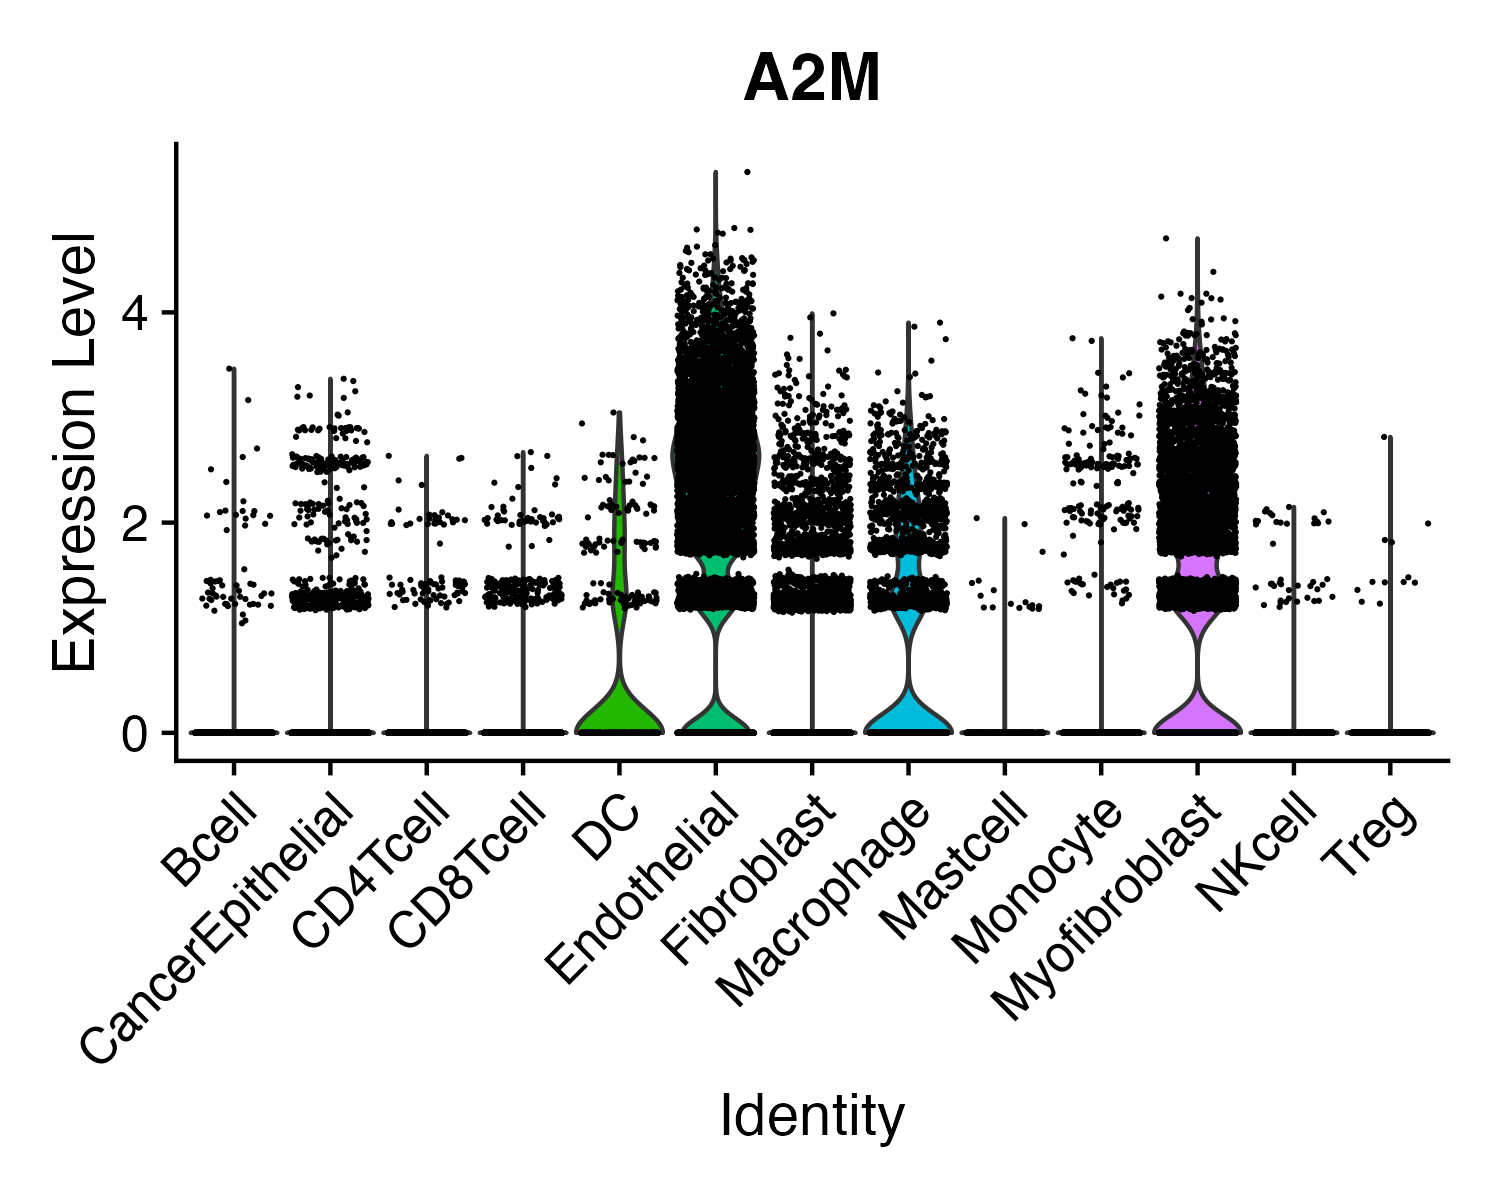 A2M
Expression Level
4
2
0
Bcell
CancerEpithelial
CD4Tcell
CD8Tcell
DC
Endothelial
Fibroblast
Macrophage
Mastcell
Monocyte
Myofibroblast
NKcell
Treg
Identity